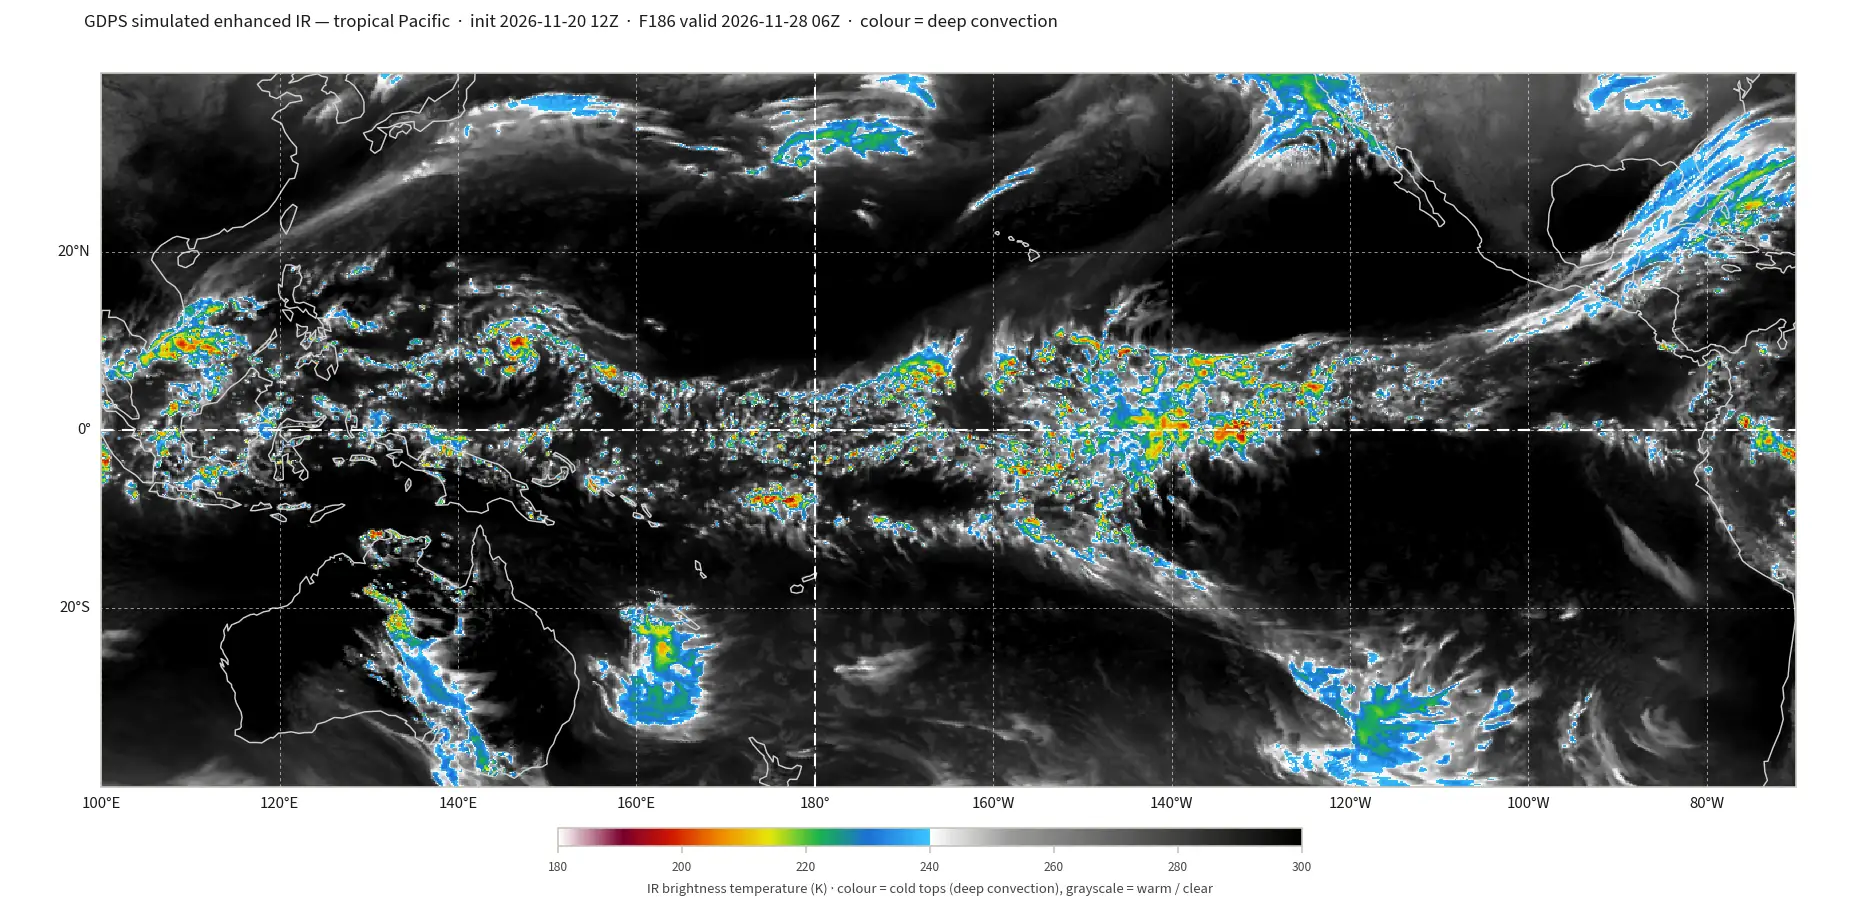 GDPS simulated enhanced IR — tropical Pacific · init 2026-11-20 12Z · F186 valid 2026-11-28 06Z · colour = deep convection
20°N
0°
20°S
100°E 120°E 140°E 160°E 180° 160°W 140°W 120°W 100°W 80°W
180 200 220 240 260 280 300
IR brightness temperature (K) · colour = cold tops (deep convection), grayscale = warm / clear